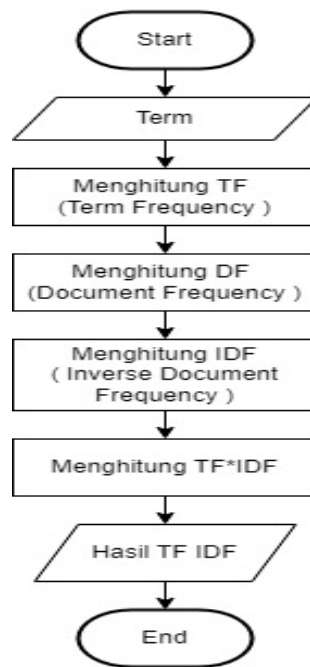 Start
Term
Menghitung TF
(Term Frequency )
Menghitung DF
(Document Frequency )
Menghitung IDF
( Inverse Document
Frequency )
Menghitung TF*IDF
Hasil TF IDF
End